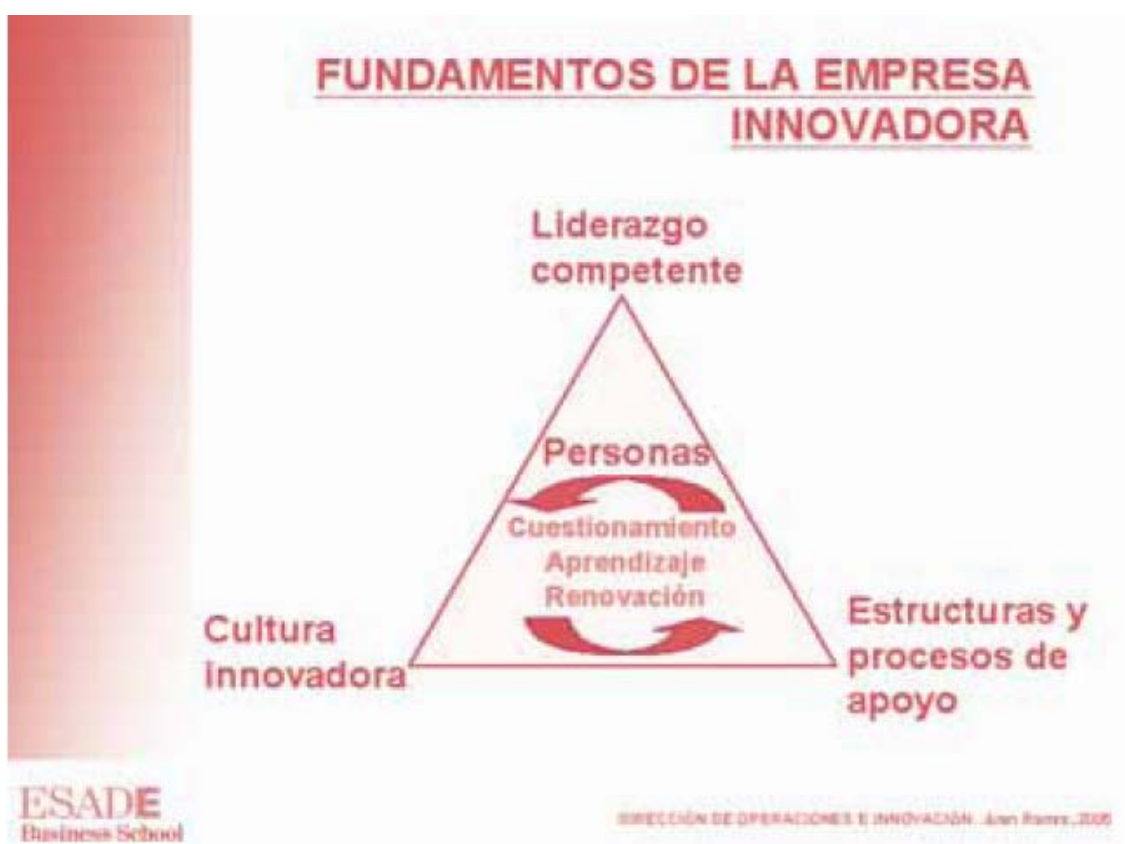 FUNDAMENTOS DE LA EMPRESA
INNOVADORA
Liderazgo
competente
Personas
Cuestionamiento
Aprendizaje
Renovación
Cultura
innovadora
Estructuras y
procesos de
apoyo
ESADE
Business School
DIRECCIÓN DE OPERACIONES E INNOVACIÓN